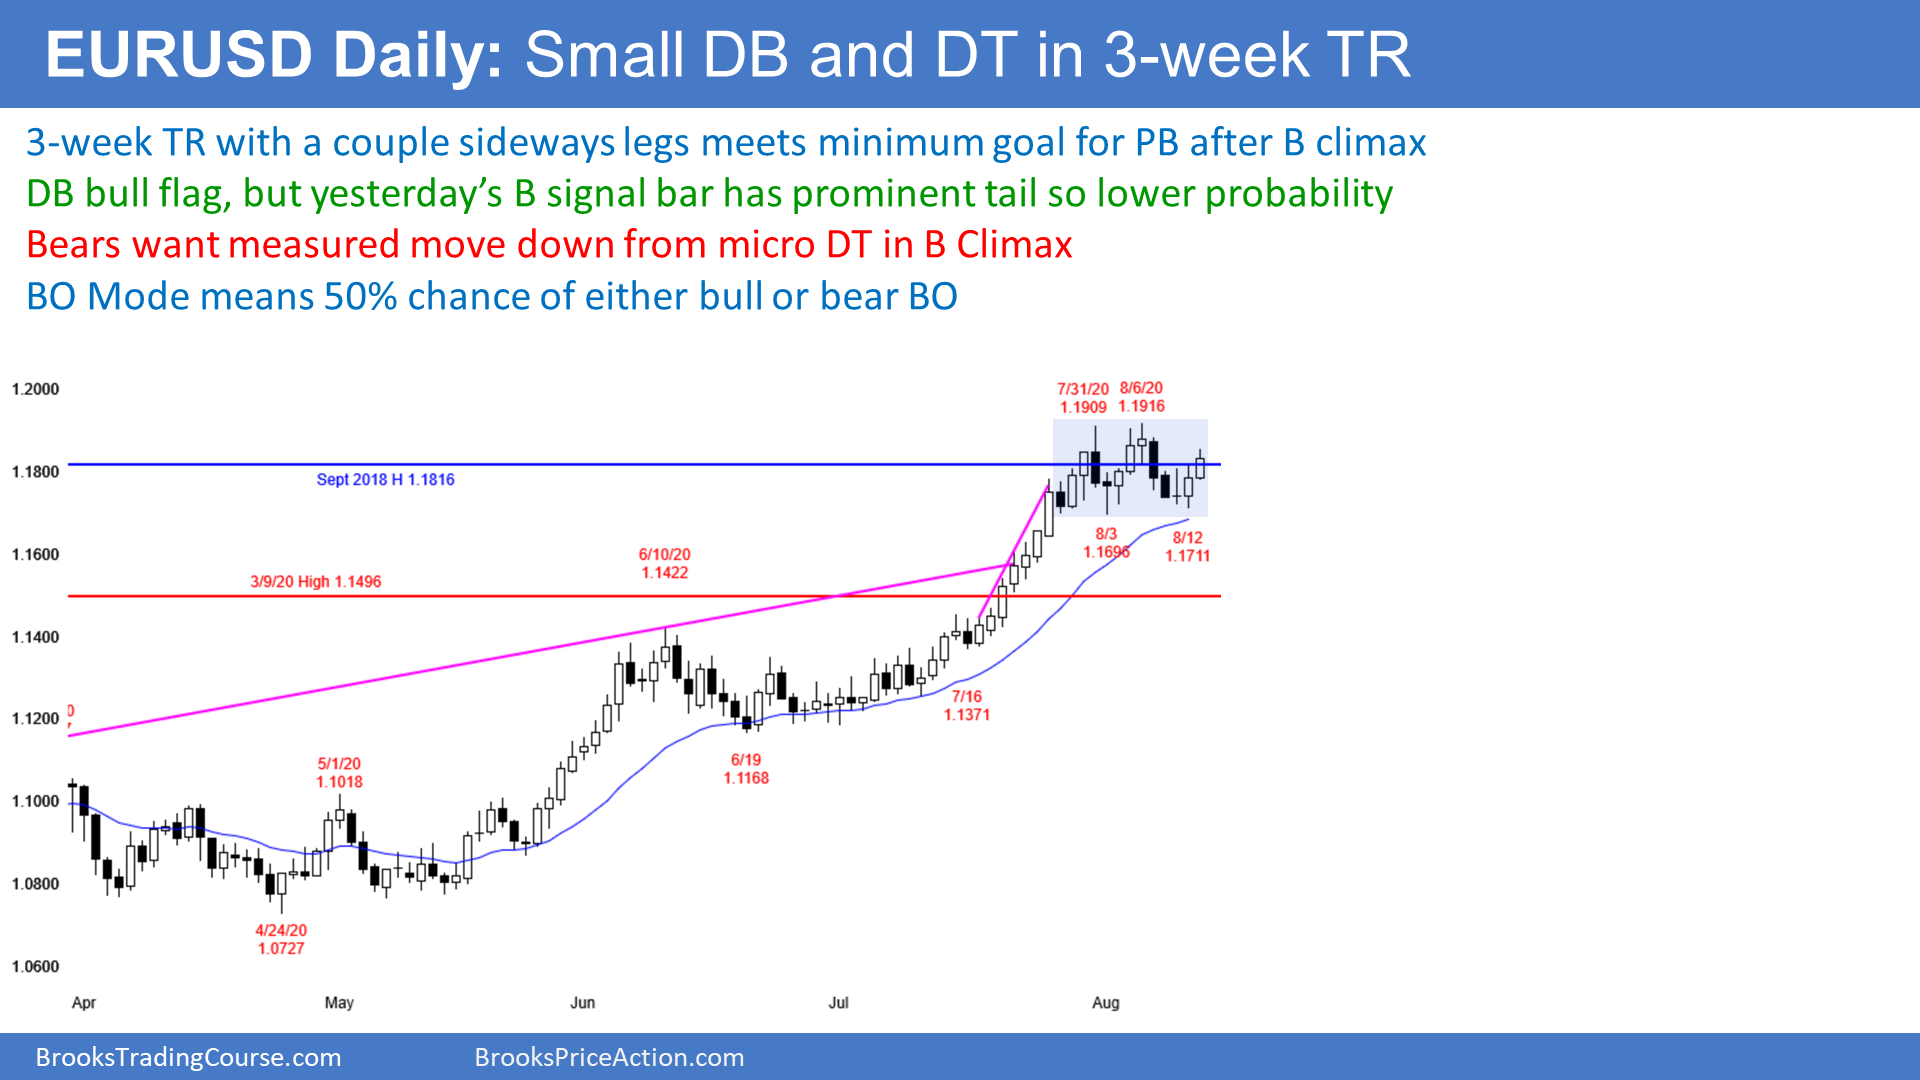 EURUSD Daily: Small DB and DT in 3-week TR
3-week TR with a couple sideways legs meets minimum goal for PB after B climax
DB bull flag, but yesterday’s B signal bar has prominent tail so lower probability
Bears want measured move down from micro DT in B Climax
BO Mode means 50% chance of either bull or bear BO
1.2000
7/31/20
1.1909
8/6/20
1.1916
1.1800
Sept 2018 H 1.1816
8/3
1.1696
8/12
1.1711
1.1600
6/10/20
1.1422
3/9/20 High 1.1496
1.1400
7/16
1.1371
0
1.1200
6/19
1.1168
5/1/20
1.1018
1.1000
1.0800
4/24/20
1.0727
1.0600
Apr
May
Jun
Jul
Aug
BrooksTradingCourse.com
BrooksPriceAction.com